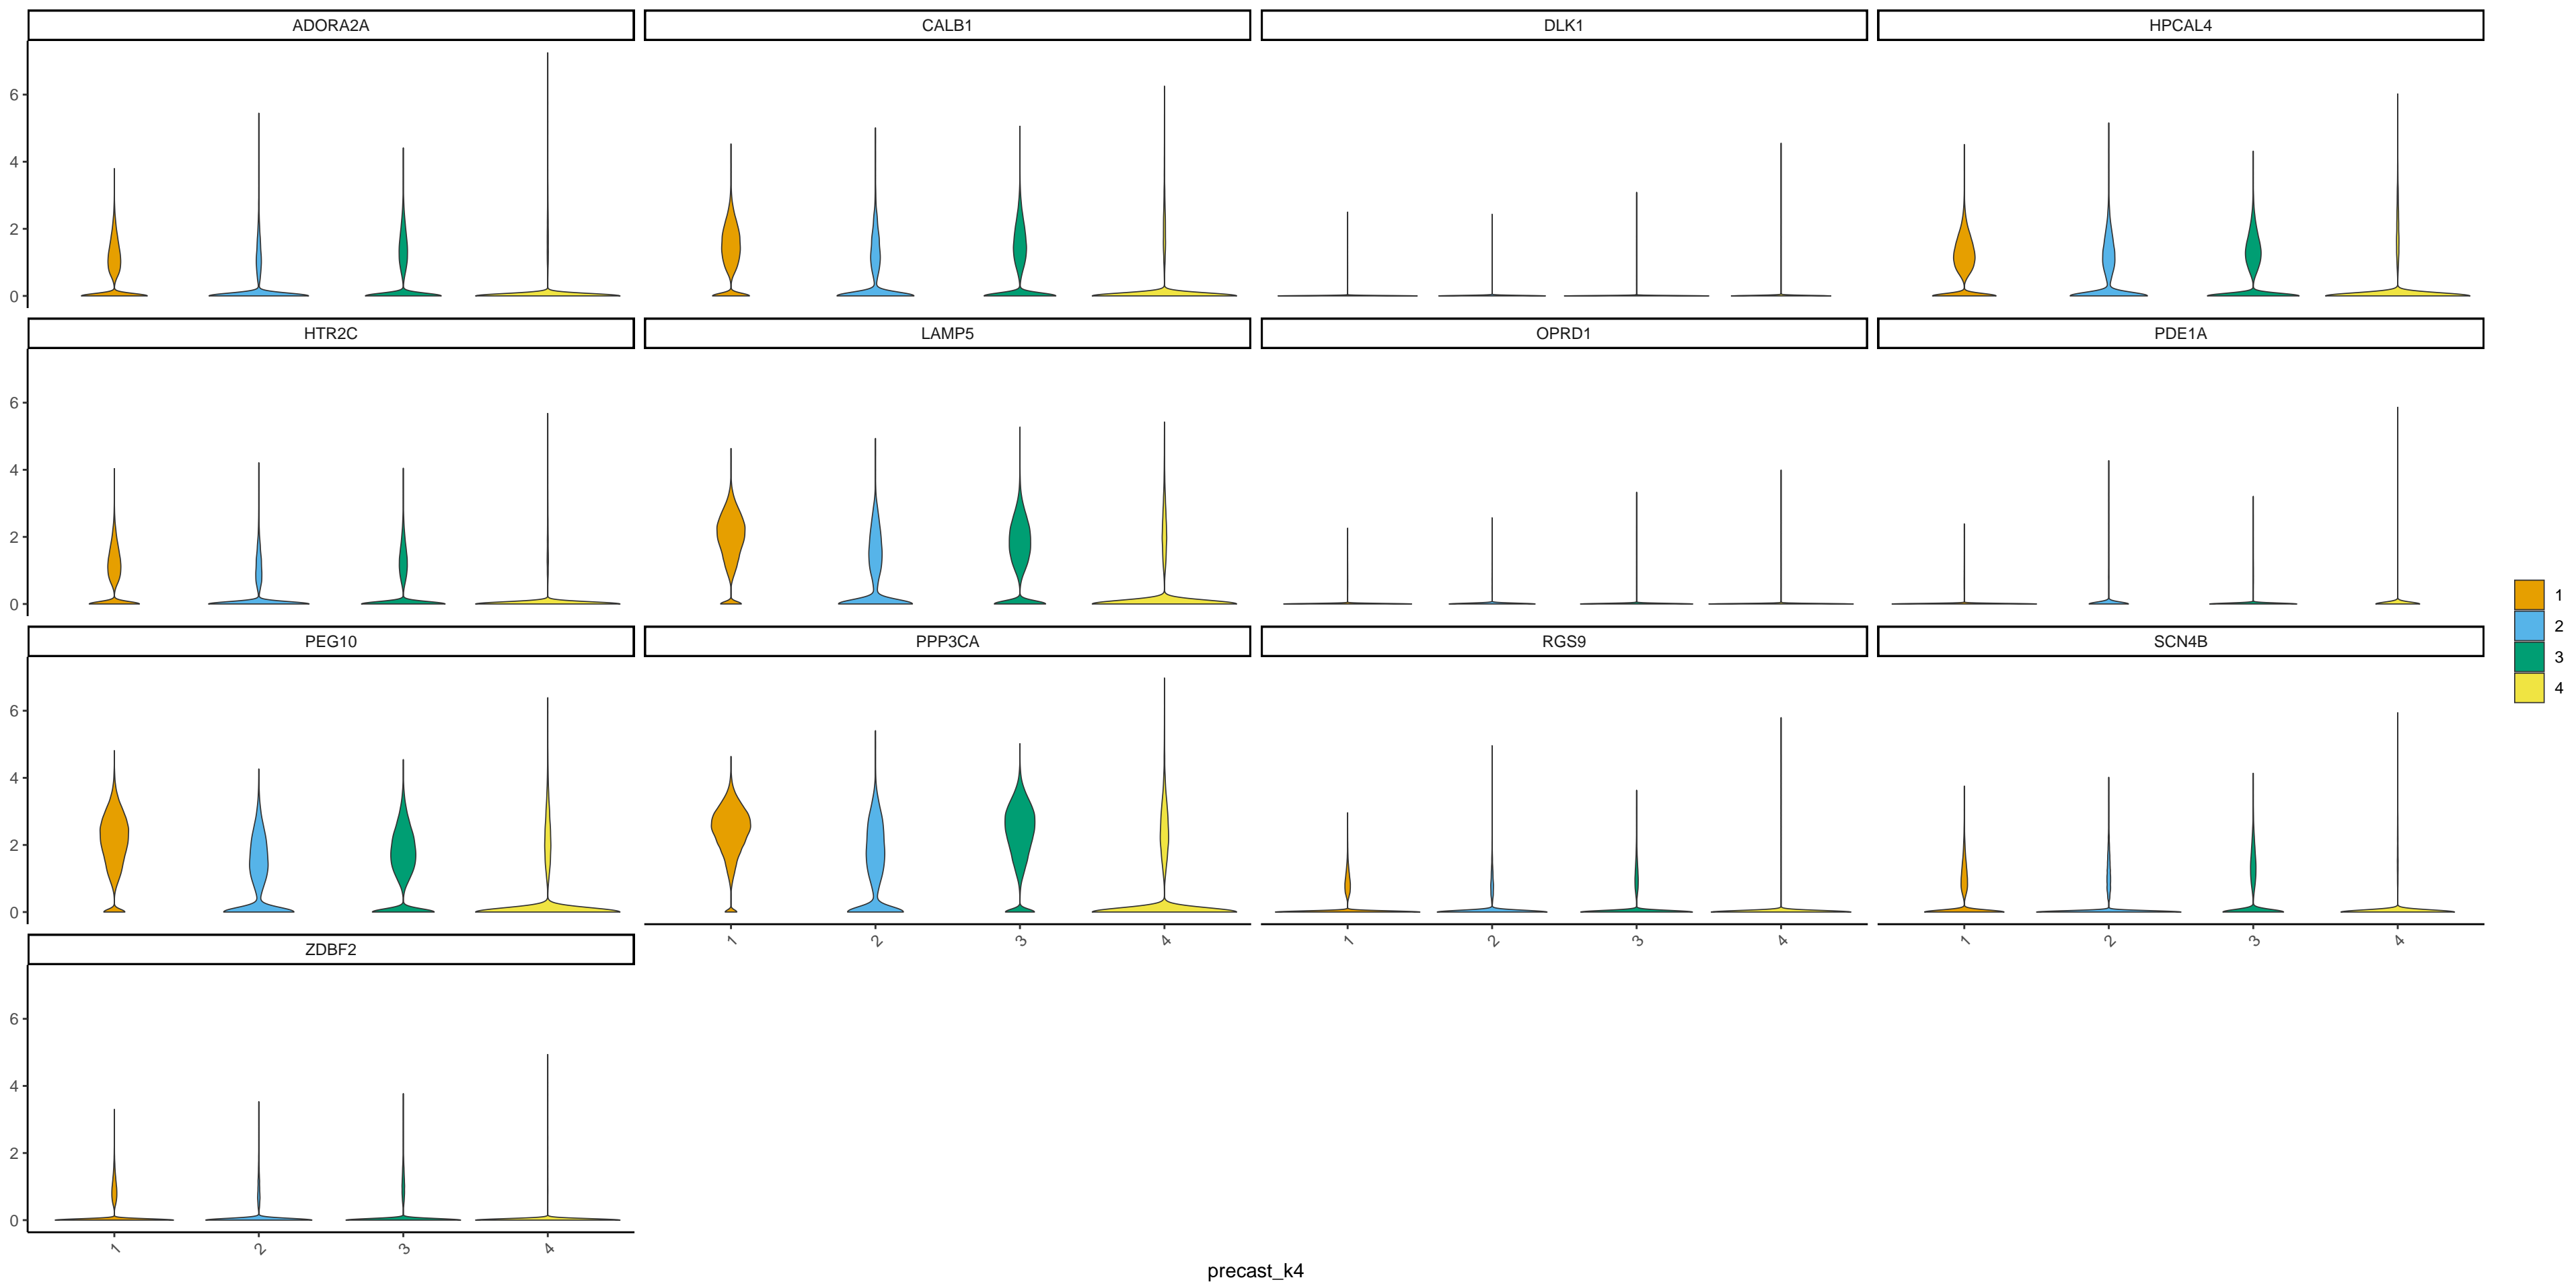 ADORA2A CALB1 DLK1 HPCAL4
6
4
2
0
HTR2C LAMP5 OPRD1 PDE1A
6
4
2
0
1
2
3
4
PEG10 PPP3CA RGS9 SCN4B
6
4
2
0
1 2 3 4 1 2 3 4 1 2 3 4
ZDBF2
6
4
2
0
1 2 3 4
precast_k4